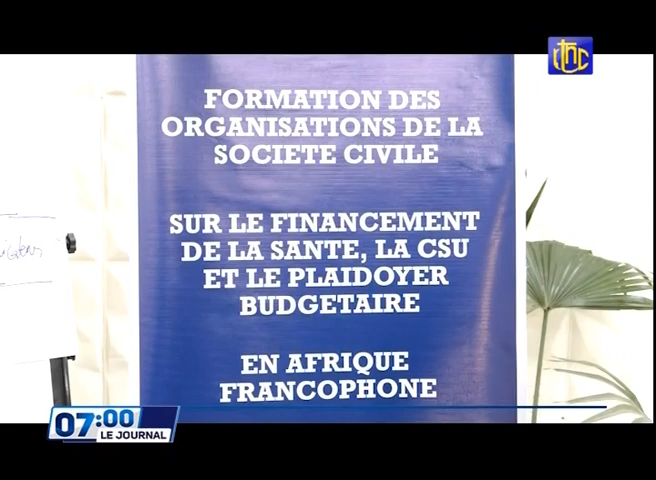 rtnc
FORMATION DES
ORGANISATIONS DE LA
SOCIETE CIVILE
SUR LE FINANCEMENT
DE LA SANTE, LA CSU
ET LE PLAIDOYER
BUDGETAIRE
EN AFRIQUE
FRANCOPHONE
07:00
LE JOURNAL